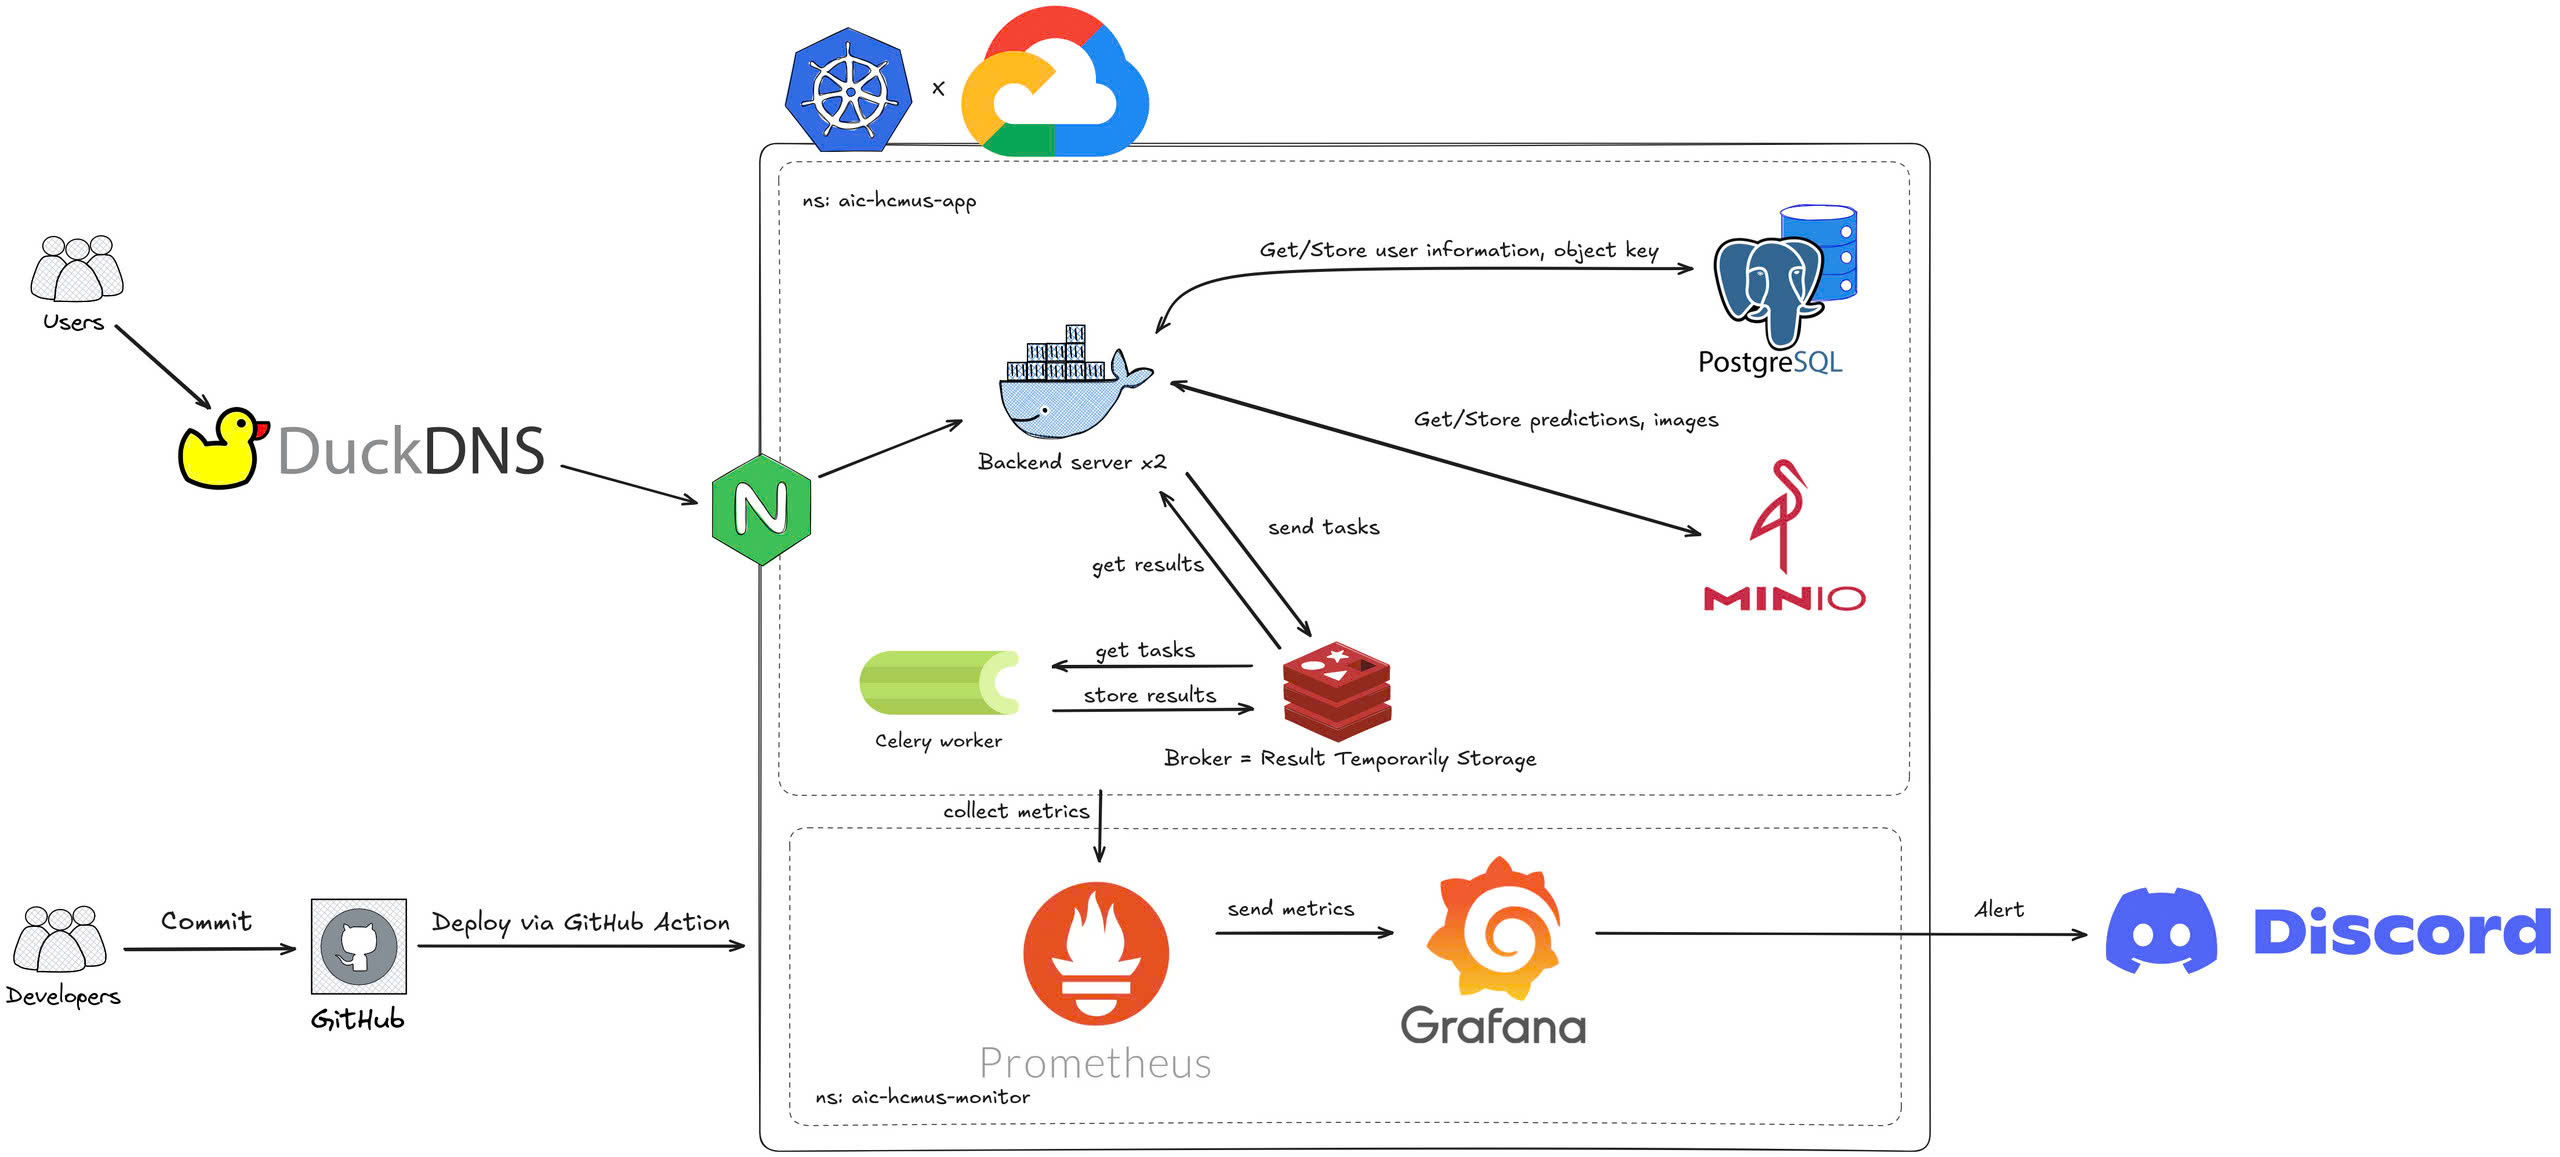 x
ns: aic-hcmus-app
Get/Store user information, object key
Users
PostgreSQL
DuckDNS
Get/Store predictions, images
Backend server x2
N
send tasks
get results
MINIO
get tasks
store results
Celery worker
Broker = Result Temporarily Storage
collect metrics
Commit
Deploy via GitHub Action
send metrics
Alert
Discord
Developers
GitHub
Grafana
Prometheus
ns: aic-hcmus-monitor